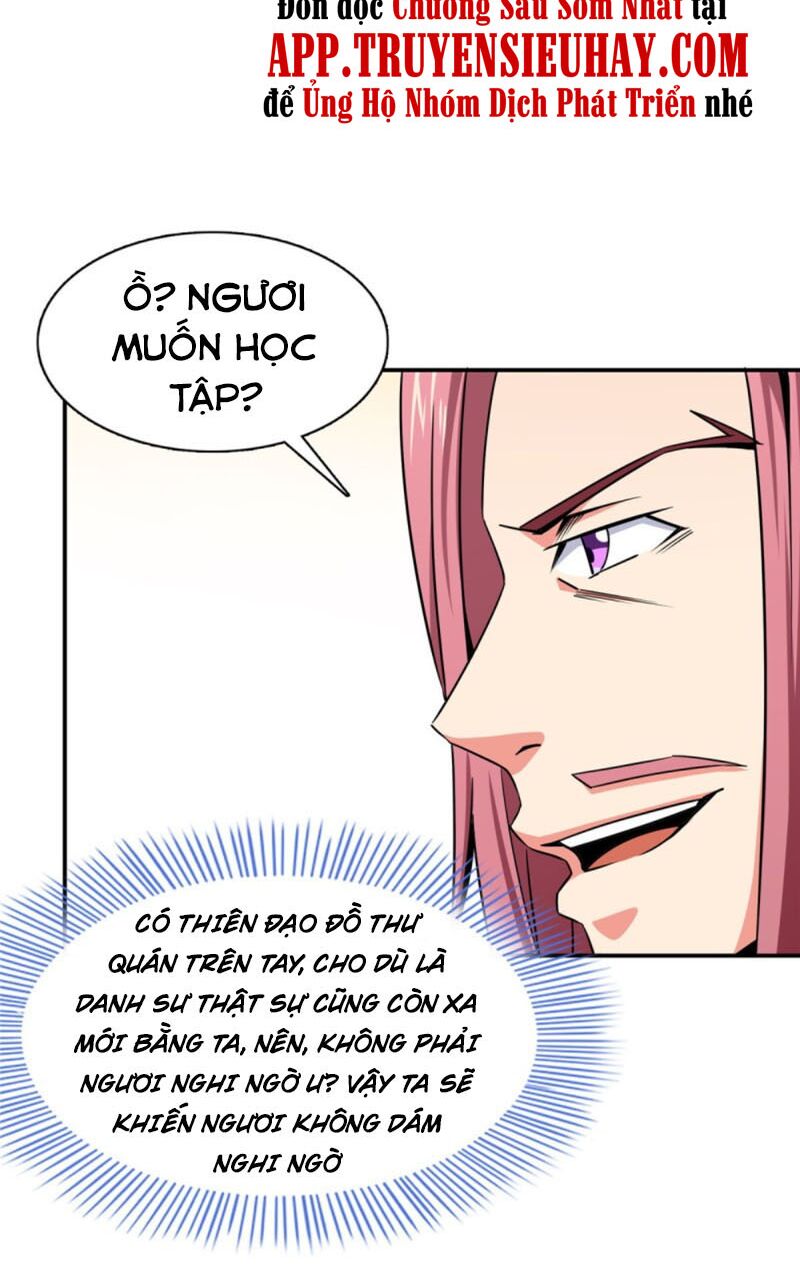 Đón đọc Chương Sau Sớm Nhất tại
APP.TRUYENSIEUHAY.COM
để Ủng Hộ Nhóm Dịch Phát Triển nhé
Ồ? NGƯƠI
MUỐN HỌC
TẬP?
CÓ THIÊN ĐẠO ĐỒ THƯ
QUÁN TRÊN TAY, CHO DÙ LÀ
DANH SƯ THẬT SỰ CŨNG CÒN XA
MỚI BẰNG TA, NÊN, KHÔNG PHẢI
NGƯƠI NGHI NGỜ Ư? VẬY TA SẼ
KHIẾN NGƯƠI KHÔNG DÁM
NGHI NGỜ